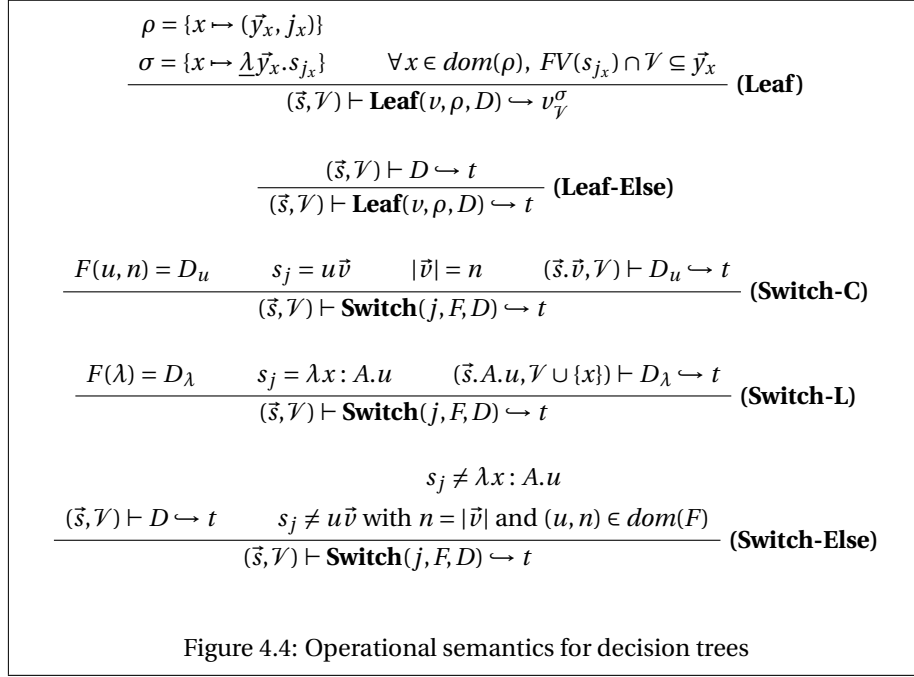 ρ = {x ↦ (y⃗ₓ, jₓ)}
σ = {x ↦ λ̲y⃗ₓ.s_{jₓ}} ∀x ∈ dom(ρ), FV(s_{jₓ}) ∩ 𝒱 ⊆ y⃗ₓ
(s⃗, 𝒱) ⊢ Leaf(v, ρ, D) ↪ v^σ_𝒱 (Leaf)
(s⃗, 𝒱) ⊢ D ↪ t
(s⃗, 𝒱) ⊢ Leaf(v, ρ, D) ↪ t (Leaf-Else)
F(u, n) = D_u s_j = uv⃗ |v⃗| = n (s⃗.v⃗, 𝒱) ⊢ D_u ↪ t
(s⃗, 𝒱) ⊢ Switch(j, F, D) ↪ t (Switch-C)
F(λ) = D_λ s_j = λx : A.u (s⃗.A.u, 𝒱 ∪ {x}) ⊢ D_λ ↪ t
(s⃗, 𝒱) ⊢ Switch(j, F, D) ↪ t (Switch-L)
s_j ≠ λx : A.u
(s⃗, 𝒱) ⊢ D ↪ t s_j ≠ uv⃗ with n = |v⃗| and (u, n) ∈ dom(F)
(s⃗, 𝒱) ⊢ Switch(j, F, D) ↪ t (Switch-Else)
Figure 4.4: Operational semantics for decision trees